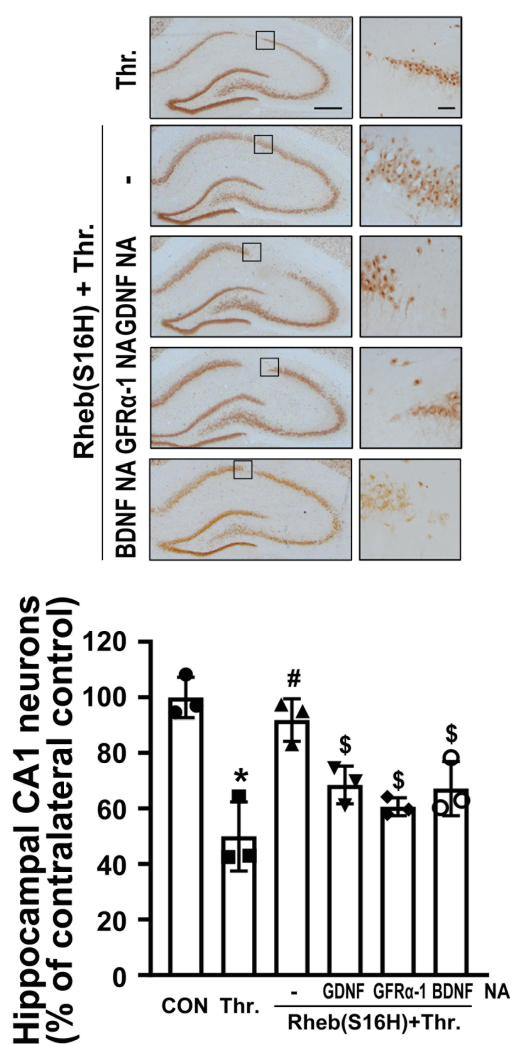 Thr.
Rheb(S16H) + Thr.
-
GDNF NA
GFRα-1 NA
BDNF NA
Hippocampal CA1 neurons
(% of contralateral control)
120
100
80
60
40
20
0
*
#
$
$
$
CON Thr. - GDNF GFRα-1 BDNF NA
Rheb(S16H)+Thr.